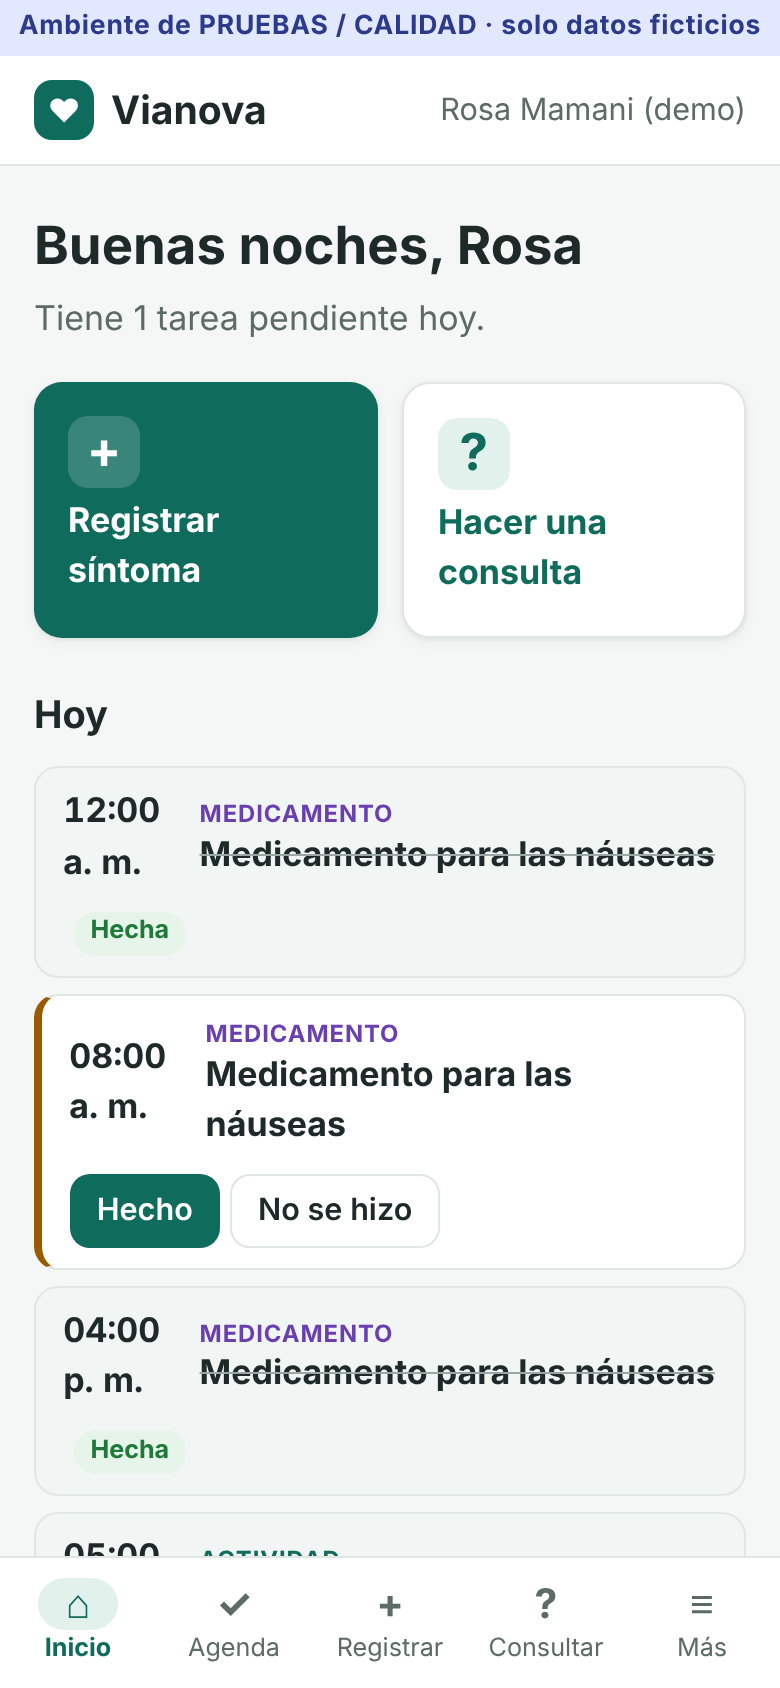 Ambiente de PRUEBAS / CALIDAD · solo datos ficticios
Vianova
Rosa Mamani (demo)
Buenas noches, Rosa
Tiene 1 tarea pendiente hoy.
+
Registrar
síntoma
?
Hacer una
consulta
Hoy
12:00
a. m.
MEDICAMENTO
Medicamento para las náuseas
Hecha
08:00
a. m.
MEDICAMENTO
Medicamento para las
náuseas
Hecho
No se hizo
04:00
p. m.
MEDICAMENTO
Medicamento para las náuseas
Hecha
05:00
ACTIVIDAD
Inicio
Agenda
+
Registrar
?
Consultar
Más